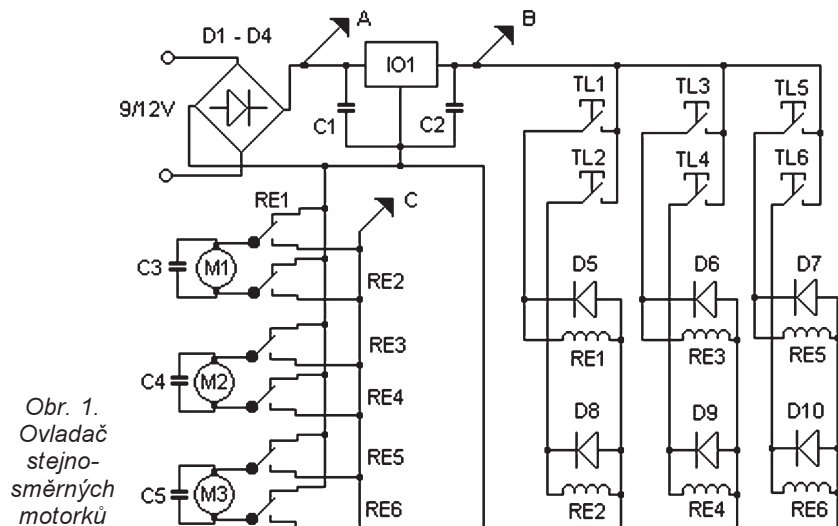 D1 - D4
A
B
IO1
9/12V
C1
C2
TL1
TL3
TL5
TL2
TL4
TL6
RE1
C
C3
M1
RE2
D5
D6
D7
RE1
RE3
RE5
RE3
C4
M2
RE4
D8
D9
D10
RE5
C5
M3
RE6
RE2
RE4
RE6
Obr. 1.
Ovladač
stejno-
směrných
motorků